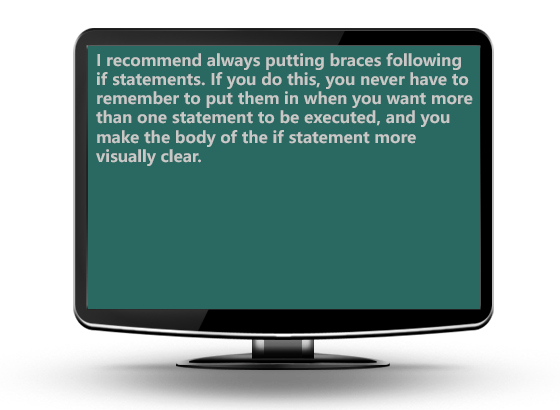 I recommend always putting braces following
if statements. If you do this, you never have to
remember to put them in when you want more
than one statement to be executed, and you
make the body of the if statement more
visually clear.